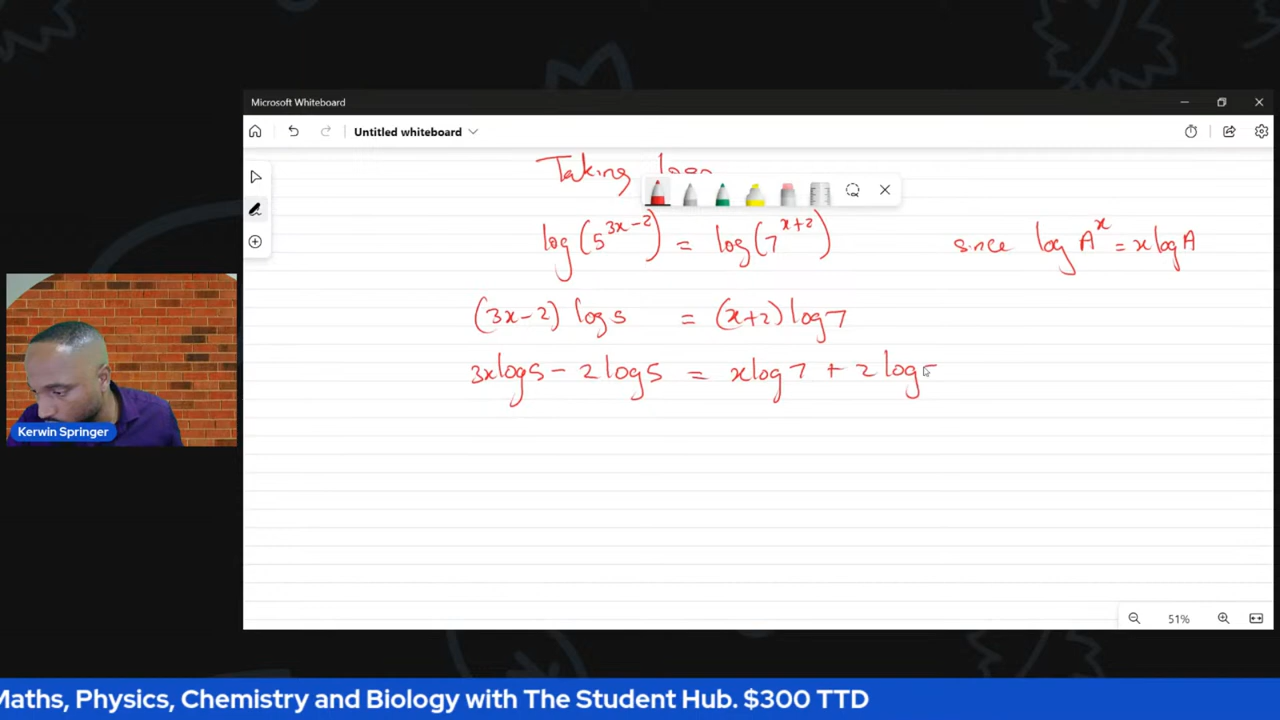 Microsoft Whiteboard
Untitled whiteboard
Taking
log(5^(3x-2)) = log(7^(x+2)) since log A^x = x log A
(3x-2) log 5 = (x+2) log 7
3x log 5 - 2 log 5 = x log 7 + 2 log
Kerwin Springer
51%
Maths, Physics, Chemistry and Biology with The Student Hub. $300 TTD